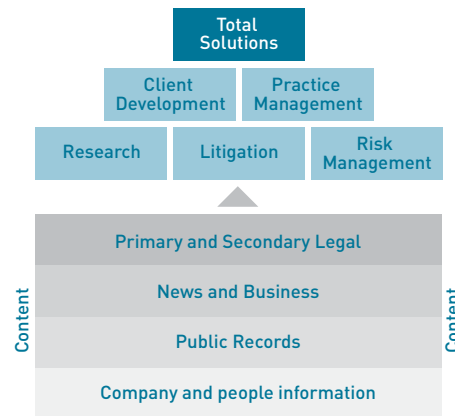 Total
Solutions
Client
Development
Practice
Management
Research
Litigation
Risk
Management
Primary and Secondary Legal
News and Business
Public Records
Company and people information
Content
Content